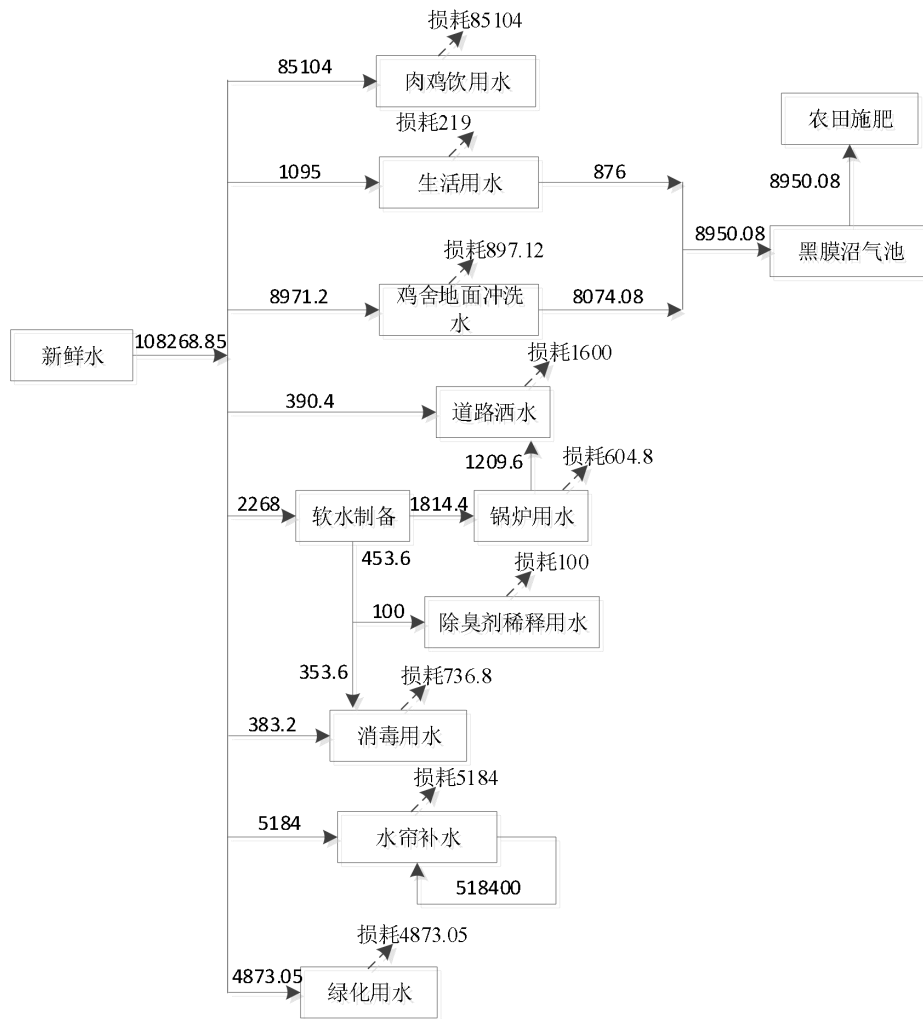 损耗85104
85104
肉鸡饮用水
农田施肥
损耗219
1095
生活用水
876
8950.08
8950.08
黑膜沼气池
损耗897.12
8971.2
鸡舍地面冲洗
水
8074.08
新鲜水
108268.85
损耗1600
390.4
道路洒水
1209.6
损耗604.8
2268
软水制备
1814.4
锅炉用水
453.6
损耗100
100
除臭剂稀释用水
353.6
损耗736.8
383.2
消毒用水
损耗5184
5184
水帘补水
518400
损耗4873.05
4873.05
绿化用水